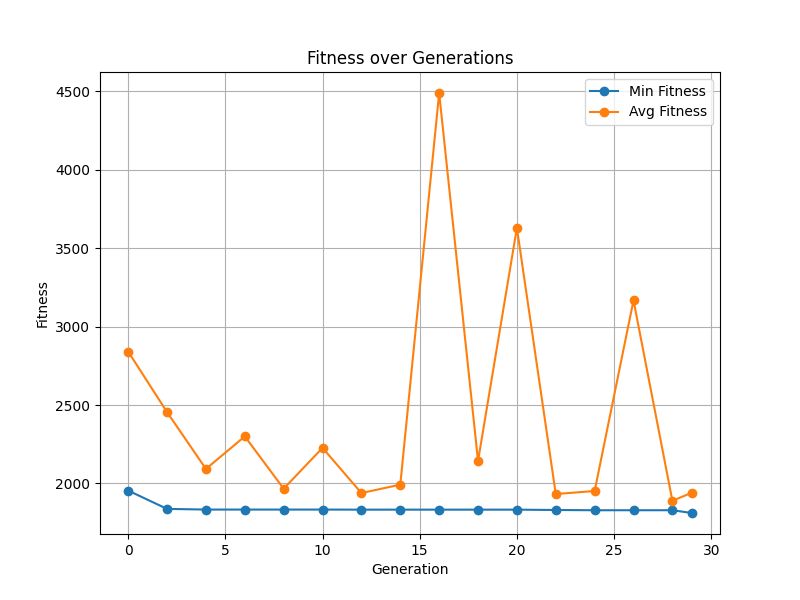 Fitness over Generations
Min Fitness
Avg Fitness
4500
4000
3500
3000
2500
2000
Fitness
0 5 10 15 20 25 30
Generation